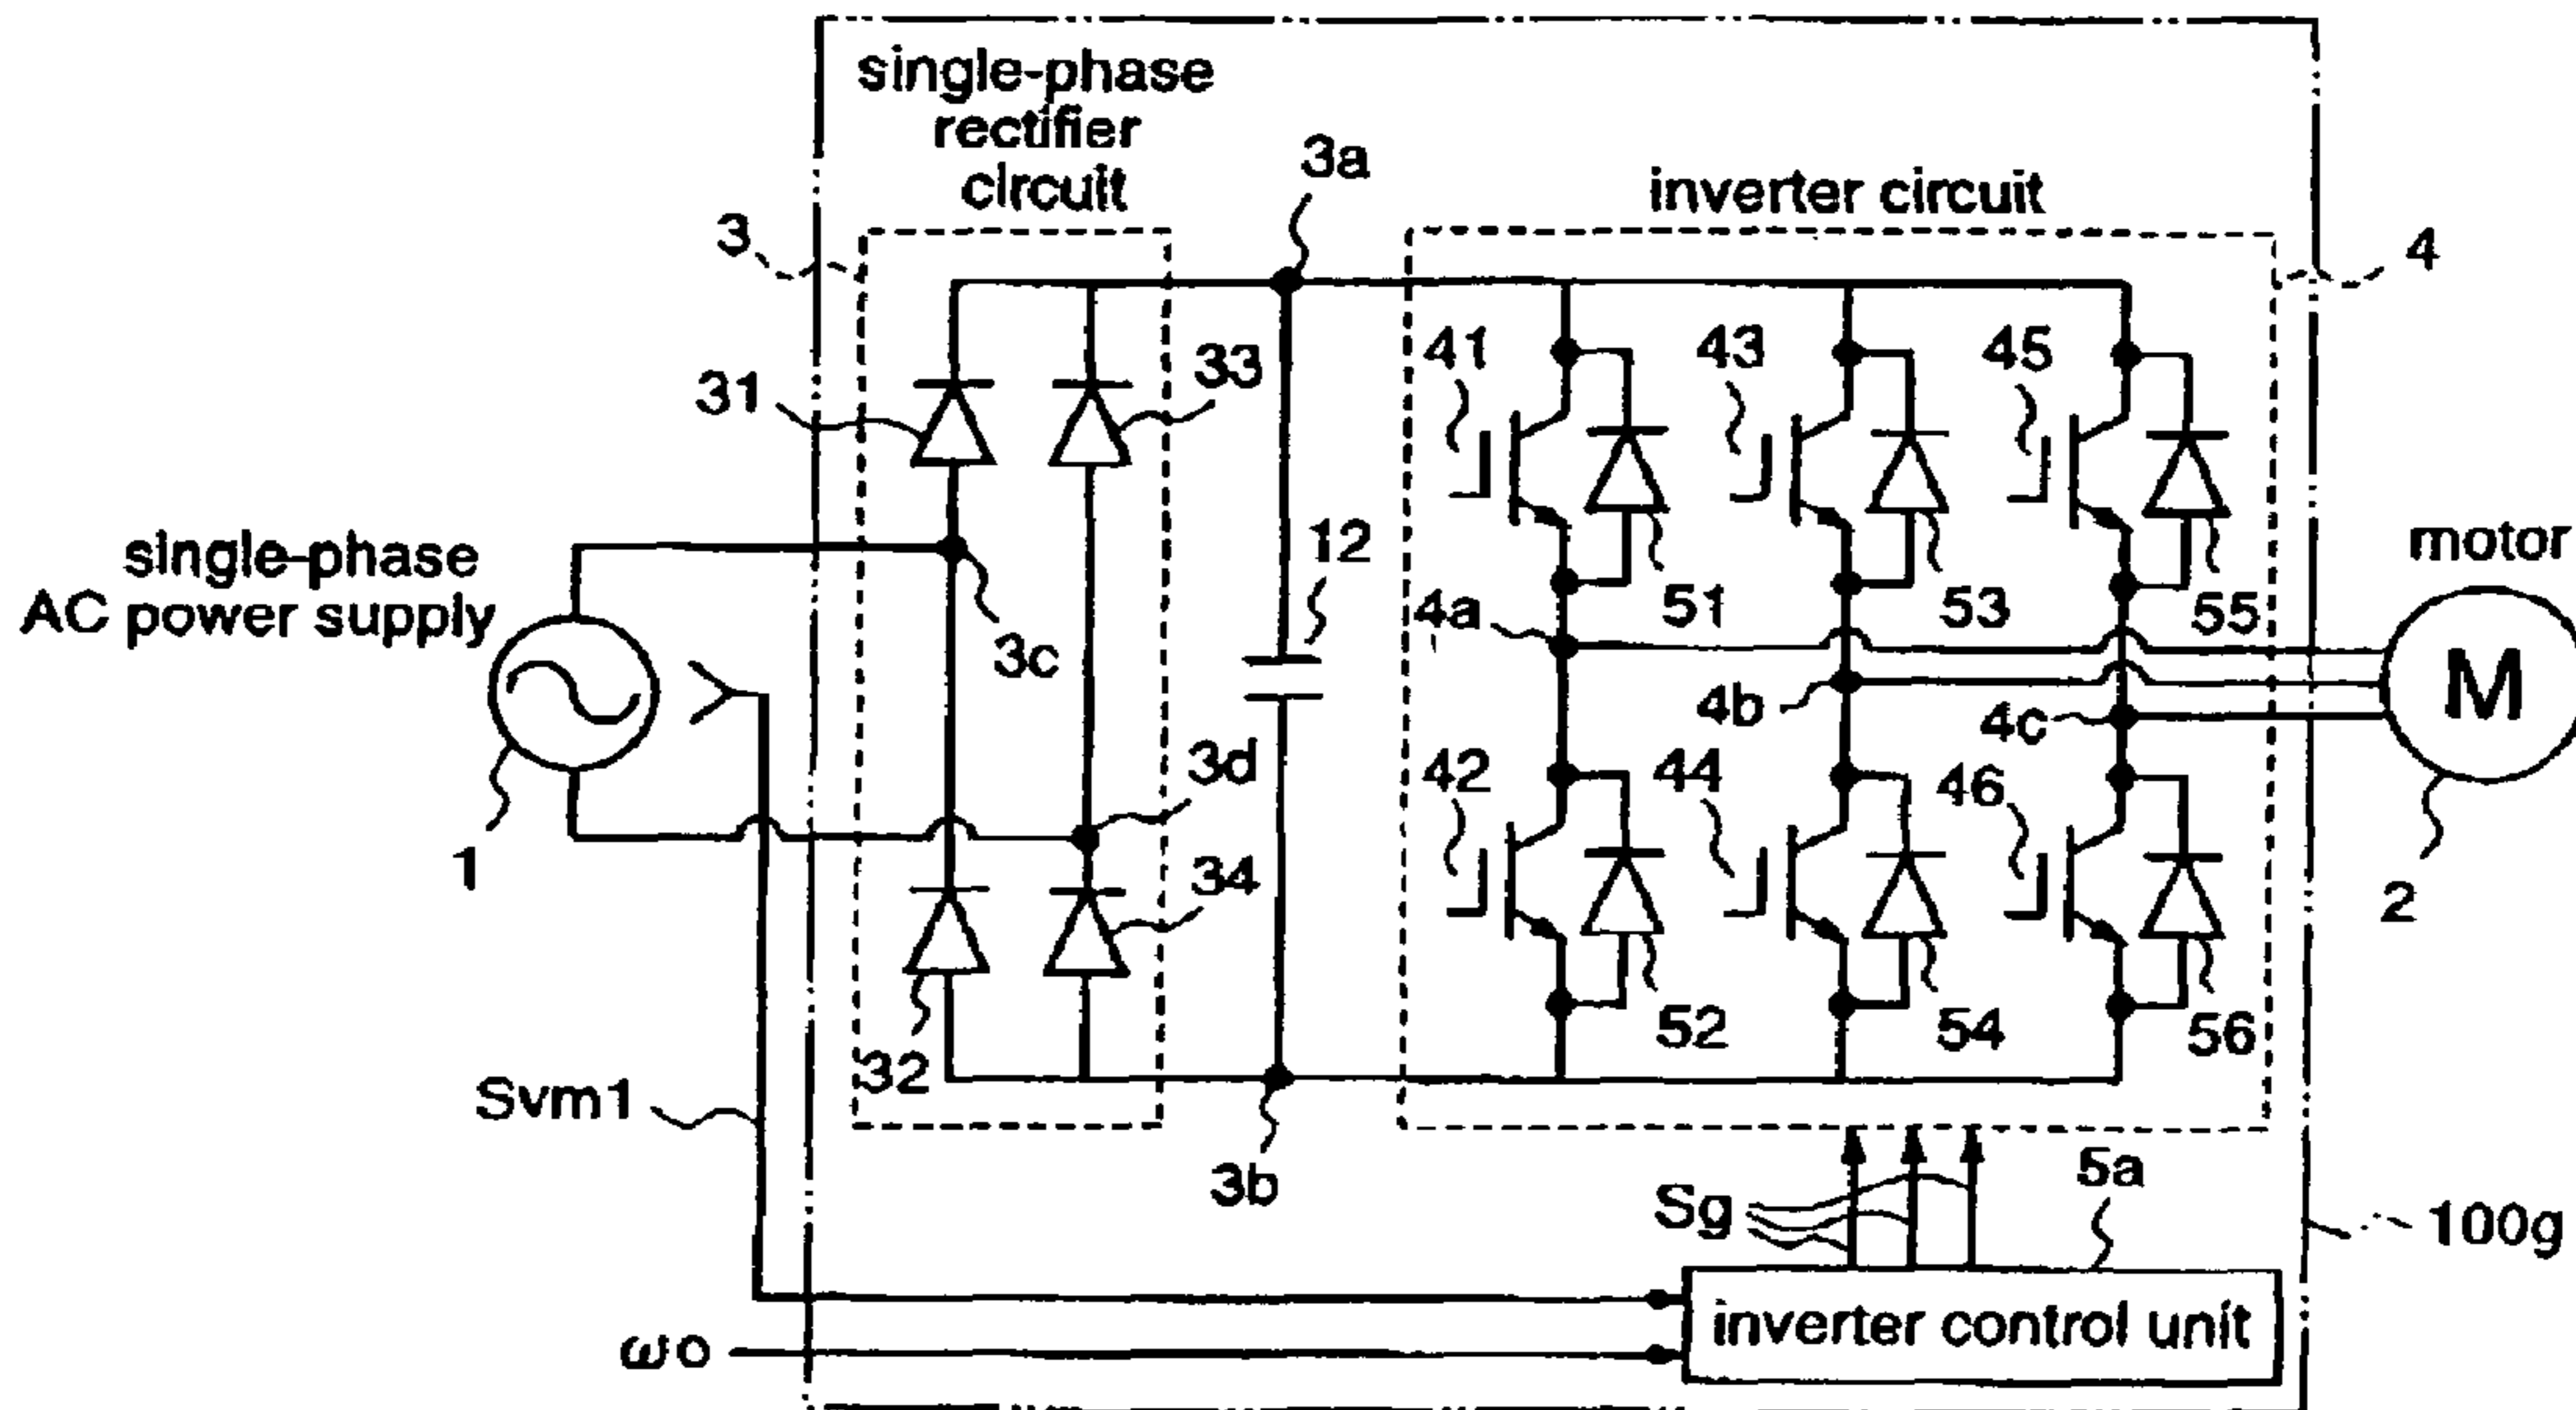 single-phase
rectifier
circuit
3a
inverter circuit
3
4
31
33
41
43
45
single-phase
AC power supply
motor
12
3c
4a
51
53
55
4b
4c
M
3d
42
44
46
1
34
2
32
52
54
56
Svm1
3b
Sg
5a
100g
inverter control unit
ωo